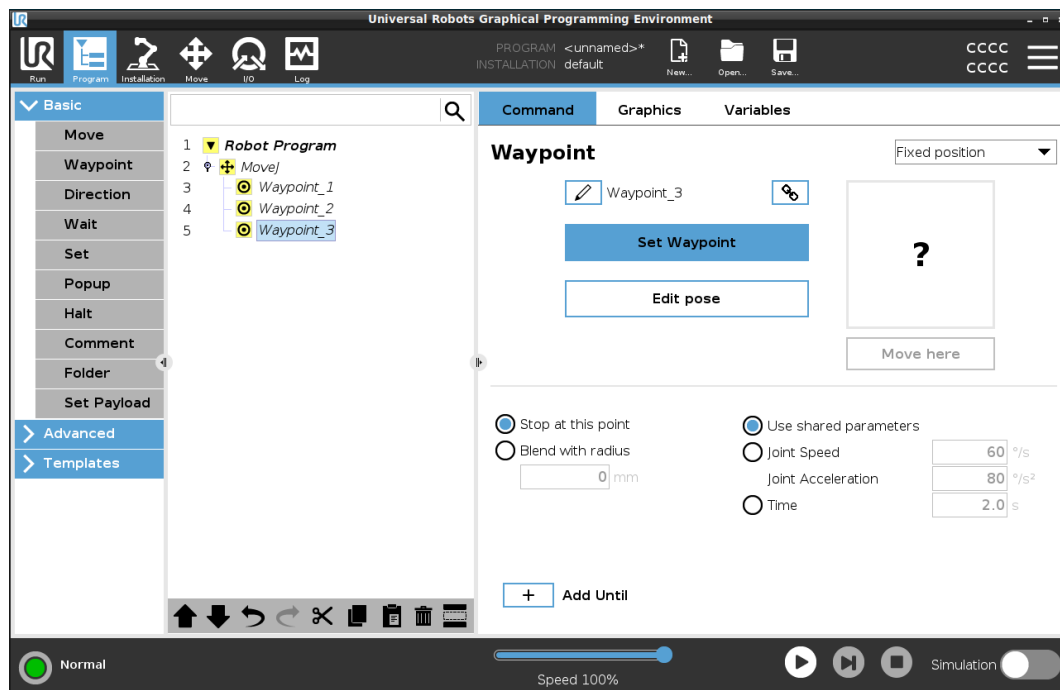 Universal Robots Graphical Programming Environment
UR
Run
Program
Installation
Move
I/O
Log
PROGRAM <unnamed>*
INSTALLATION default
New...
Open...
Save...
CCCC
CCCC
Basic
Move
Waypoint
Direction
Wait
Set
Popup
Halt
Comment
Folder
Set Payload
Advanced
Templates
1 Robot Program
2 MoveJ
3 Waypoint_1
4 Waypoint_2
5 Waypoint_3
Command Graphics Variables
Waypoint
Fixed position
Waypoint_3
Set Waypoint
Edit pose
?
Move here
Stop at this point
Blend with radius
0 mm
Use shared parameters
Joint Speed 60 °/s
Joint Acceleration 80 °/s²
Time 2.0 s
+ Add Until
Normal
Speed 100%
Simulation